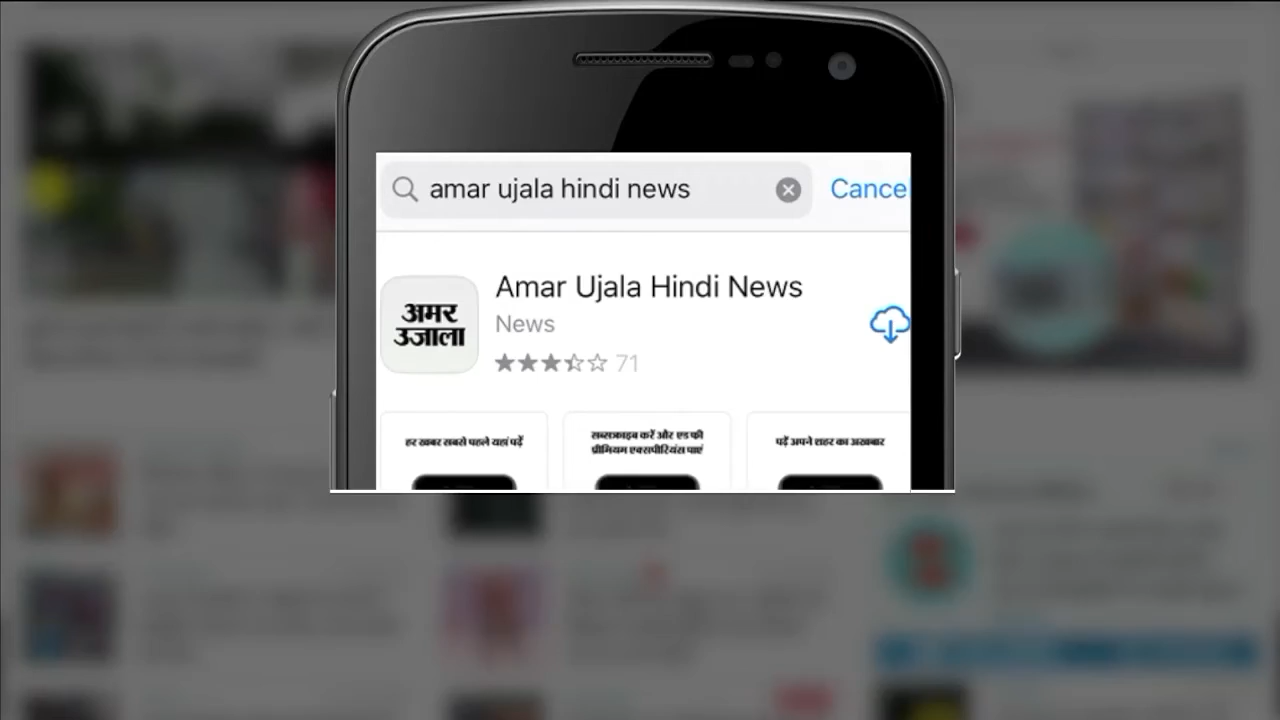 amar ujala hindi news
Cance
Amar Ujala Hindi News
News
71
अमर
उजाला
हर खबर सबसे पहले यहां पढ़ें
सब्सक्राइब करें और एड फ्री
प्रीमियम एक्सपीरियंस पाएं
पढ़ें अपने शहर का अखबार